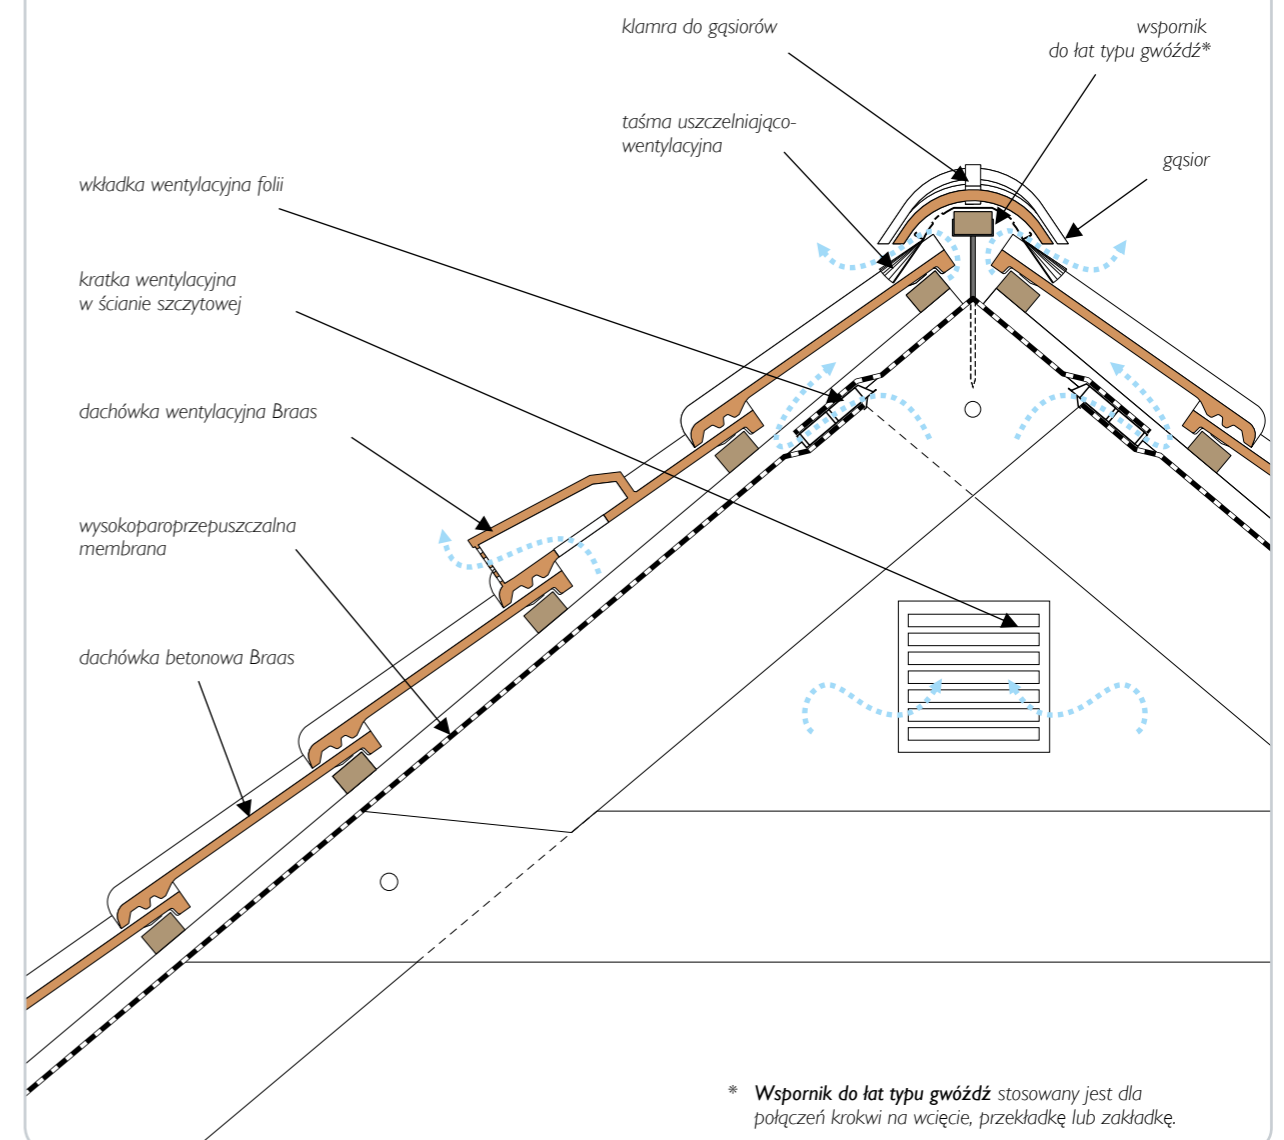 klamra do gąsiorów
wspornik
do łat typu gwóźdź*
taśma uszczelniająco-
wentylacyjna
gąsior
wkładka wentylacyjna folii
kratka wentylacyjna
w ścianie szczytowej
dachówka wentylacyjna Braas
wysokoparoprzepuszczalna
membrana
dachówka betonowa Braas
* Wspornik do łat typu gwóźdź stosowany jest dla
połączeń krokwi na wcięcie, przekładkę lub zakładkę.